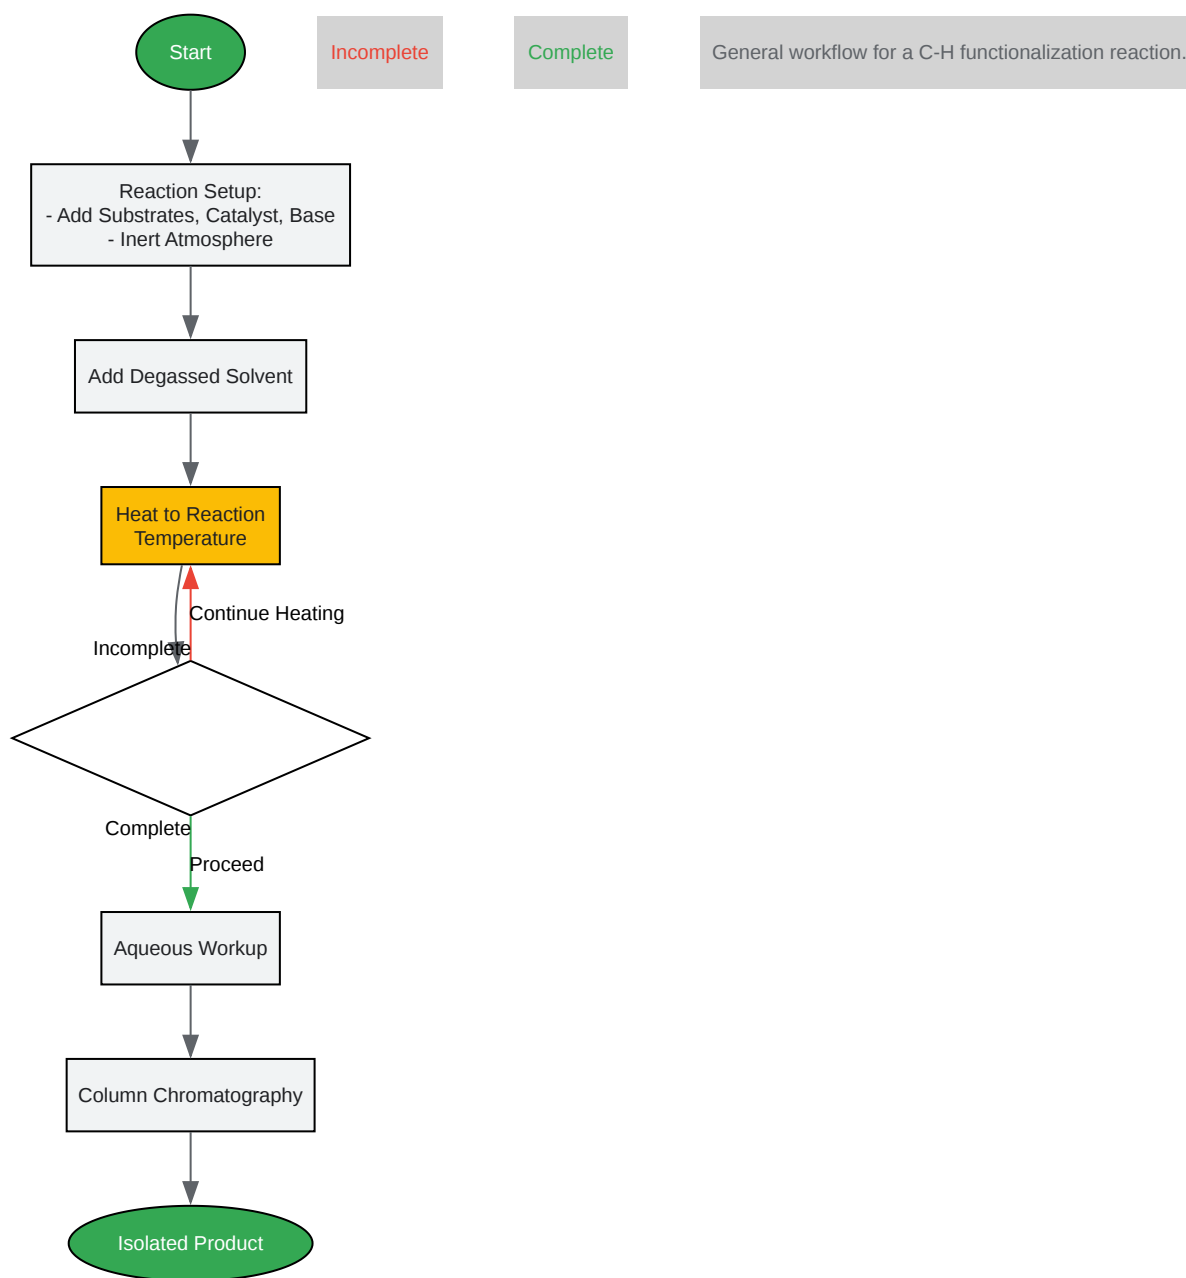 Start
Incomplete
Complete
General workflow for a C-H functionalization reaction.
Reaction Setup:
- Add Substrates, Catalyst, Base
- Inert Atmosphere
Add Degassed Solvent
Heat to Reaction
Temperature
Continue Heating
Incomplete
Complete
Proceed
Aqueous Workup
Column Chromatography
Isolated Product